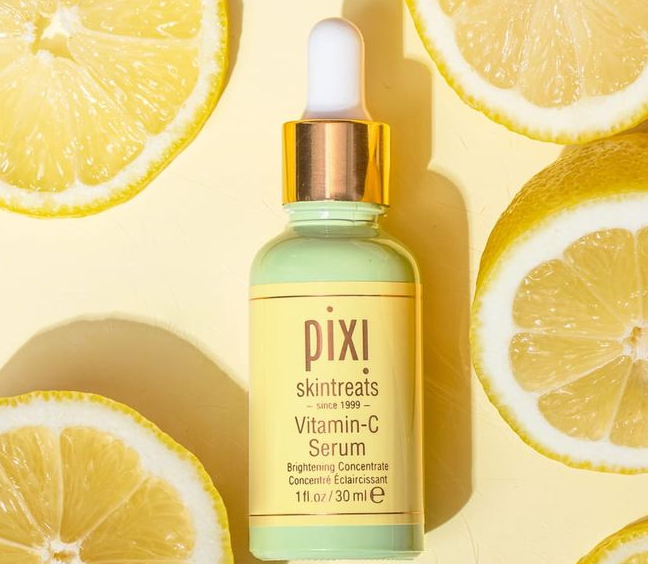 pixi
skintreats
– since 1999 –
Vitamin-C
Serum
Brightening Concentrate
Concentré Éclaircissant
1 fl.oz / 30 ml ℮